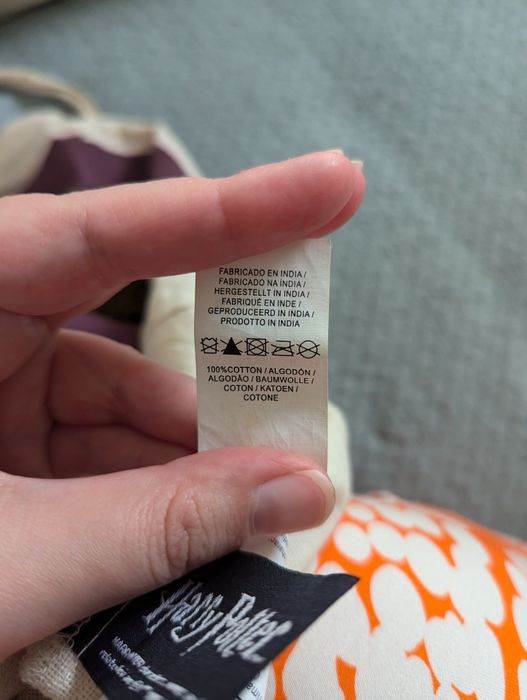 FABRICADO EN INDIA /
FABRICADO NA ÍNDIA /
HERGESTELLT IN INDIA /
FABRIQUÉ EN INDE /
GEPRODUCEERD IN INDIA /
PRODOTTO IN INDIA
100%COTTON / ALGODÓN /
ALGODÃO / BAUMWOLLE /
COTON / KATOEN /
COTONE
Harry Potter